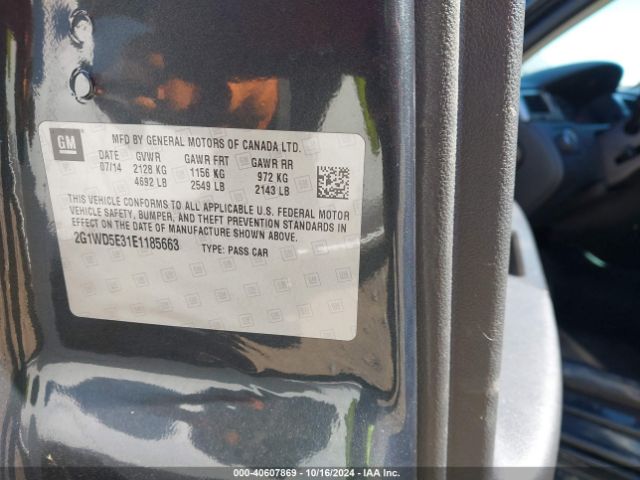 GM
MFD BY GENERAL MOTORS OF CANADA LTD.
DATE GVWR GAWR FRT GAWR RR
07/14 2128 KG 1156 KG 972 KG
4692 LB 2549 LB 2143 LB
THIS VEHICLE CONFORMS TO ALL APPLICABLE U.S. FEDERAL MOTOR
VEHICLE SAFETY, BUMPER, AND THEFT PREVENTION STANDARDS IN
EFFECT ON THE DATE OF MANUFACTURE SHOWN ABOVE.
2G1WD5E31E1185663 TYPE: PASS CAR
000-40607869 - 10/16/2024 - IAA Inc.